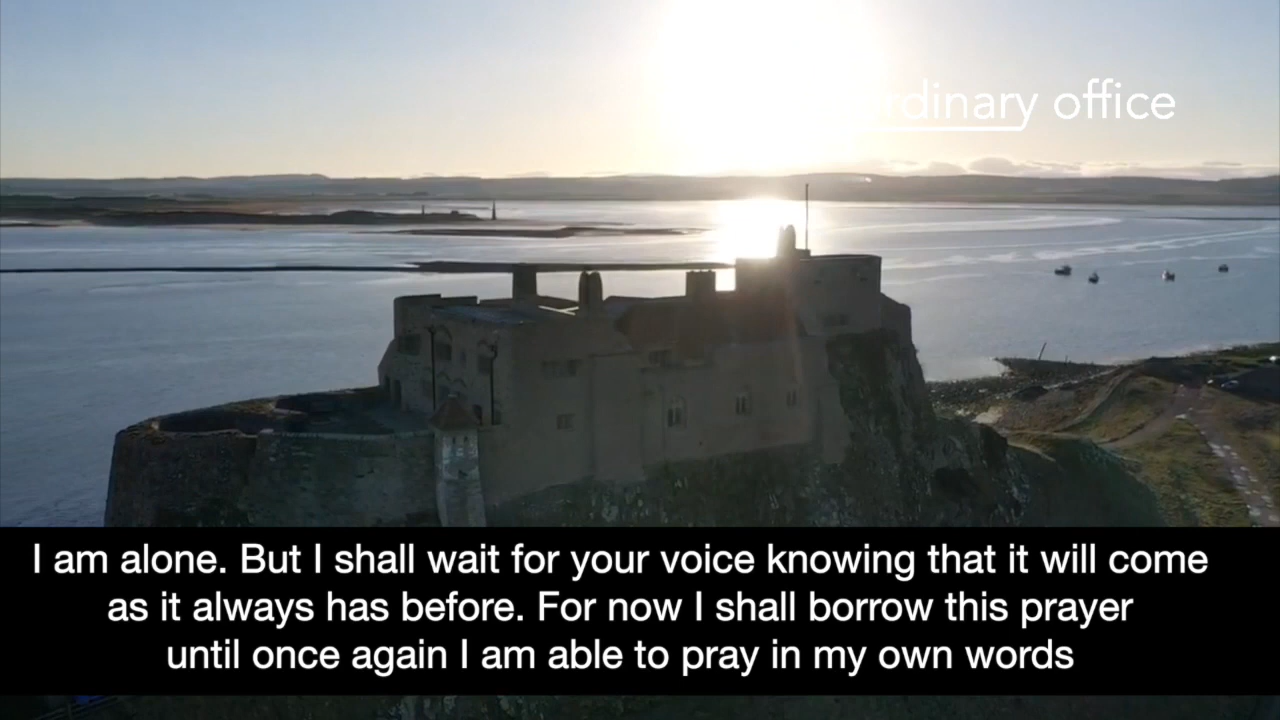 rdinary office
I am alone. But I shall wait for your voice knowing that it will come
as it always has before. For now I shall borrow this prayer
until once again I am able to pray in my own words